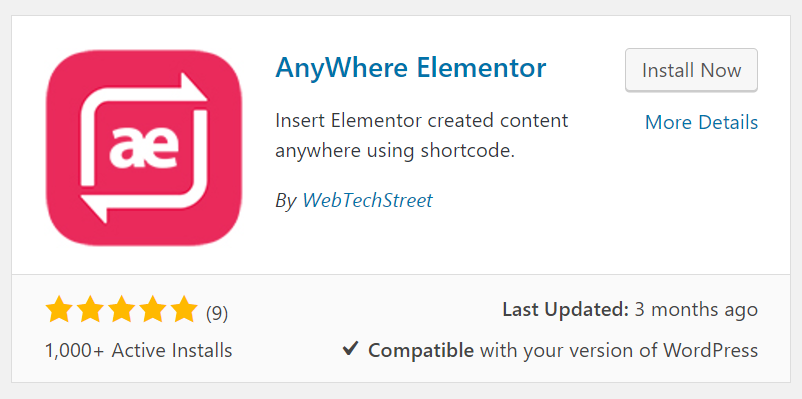 ae
AnyWhere Elementor
Install Now
More Details
Insert Elementor created content
anywhere using shortcode.
By WebTechStreet
(9)
Last Updated: 3 months ago
1,000+ Active Installs
Compatible with your version of WordPress